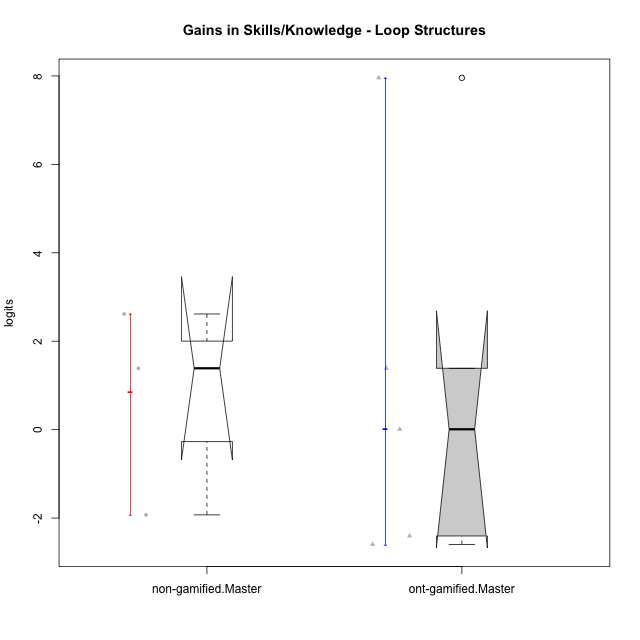 Gains in Skills/Knowledge - Loop Structures
logits
8
6
4
2
0
-2
non-gamified.Master
ont-gamified.Master